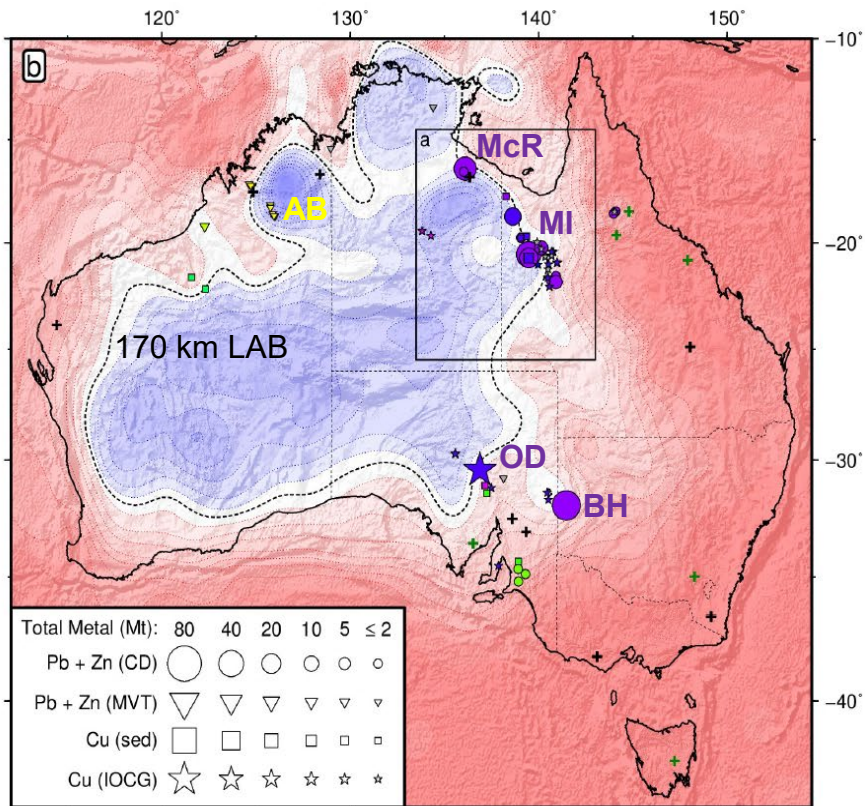 120° 130° 140° 150°
b
−10°
a
McR
AB
MI
−20°
170 km LAB
OD
−30°
BH
Total Metal (Mt): 80 40 20 10 5 ≤ 2
Pb + Zn (CD)
Pb + Zn (MVT)
−40°
Cu (sed)
Cu (IOCG)